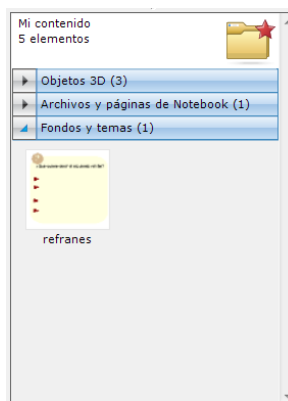 Mi contenido
5 elementos
Objetos 3D (3)
Archivos y páginas de Notebook (1)
Fondos y temas (1)
refranes